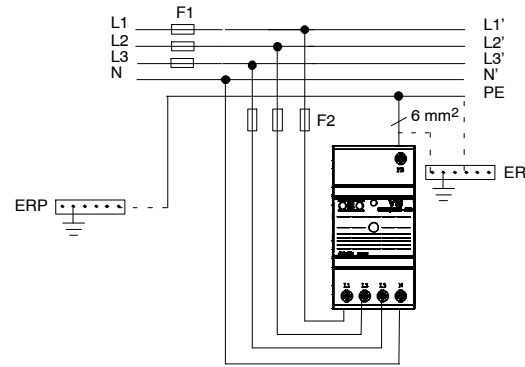 F1
L1 L1'
L2 L2'
L3 L3'
N N'
PE
6 mm²
F2
ERP
ER
L1 L2 L3 N